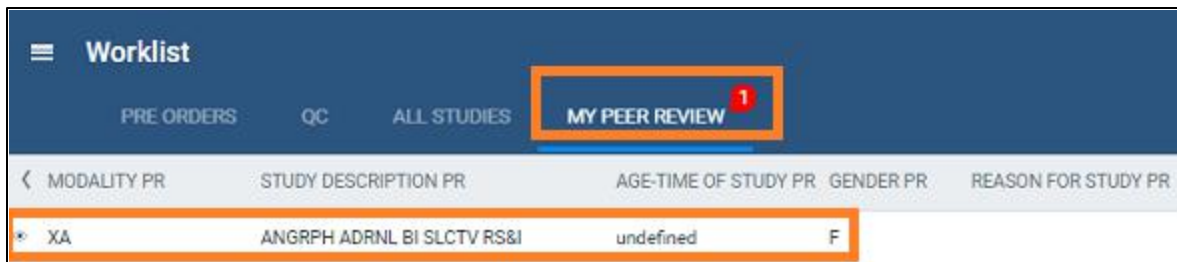 Worklist
PRE ORDERS QC ALL STUDIES MY PEER REVIEW 1
MODALITY PR STUDY DESCRIPTION PR AGE-TIME OF STUDY PR GENDER PR REASON FOR STUDY PR
XA ANGRPH ADRNL BI SLCTV RS&I undefined F